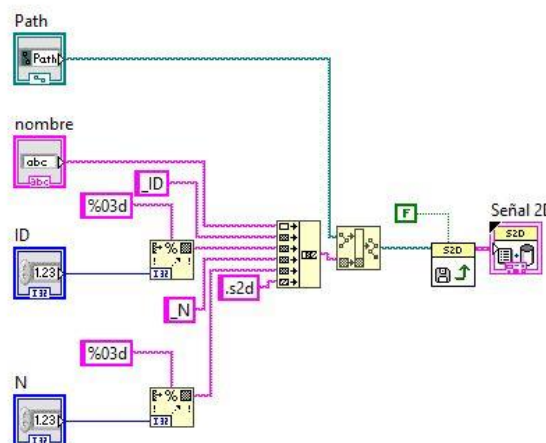 Path
Path
nombre
abc
abc
_ID
%03d
ID
1.23
I32
I32
_N
.s2d
F
S2D
Señal 2D
S2D
%03d
N
1.23
I32
I32